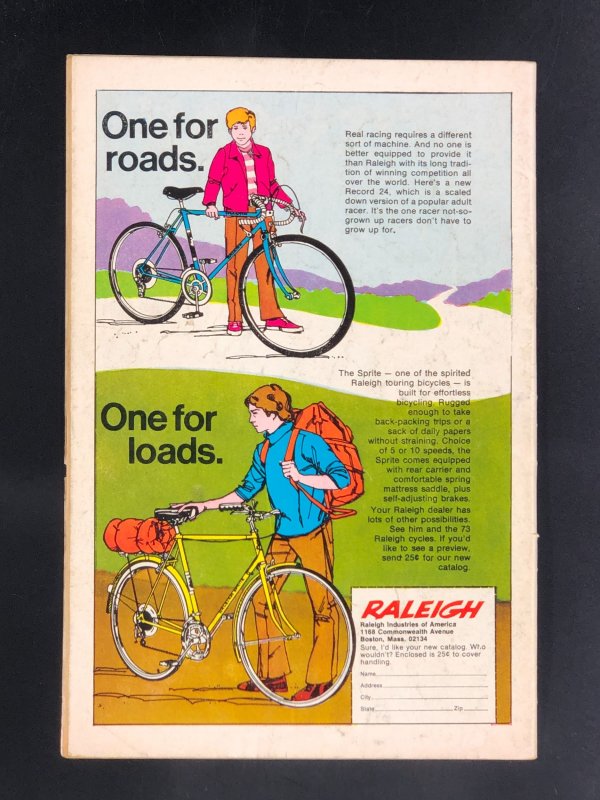 One for
roads.
Real racing requires a different
sort of machine. And no one is
better equipped to provide it
than Raleigh with its long tradi-
tion of winning competition all
over the world. Here's a new
Record 24, which is a scaled
down version of a popular adult
racer. It's the one racer not-so-
grown up racers don't have to
grow up for.
The Sprite — one of the spirited
Raleigh touring bicycles — is
built for effortless
bicycling. Rugged
enough to take
back-packing trips or a
sack of daily papers
without straining. Choice
of 5 or 10 speeds, the
Sprite comes equipped
with rear carrier and
comfortable spring
mattress saddle, plus
self-adjusting brakes.
Your Raleigh dealer has
lots of other possibilities.
See him and the 73
Raleigh cycles. If you'd
like to see a preview,
send 25¢ for our new
catalog.
One for
loads.
RALEIGH
Raleigh Industries of America
1168 Commonwealth Avenue
Boston, Mass. 02134
Sure, I'd like your new catalog. Who
wouldn't? Enclosed is 25¢ to cover
handling.
Name
Address
City
State Zip